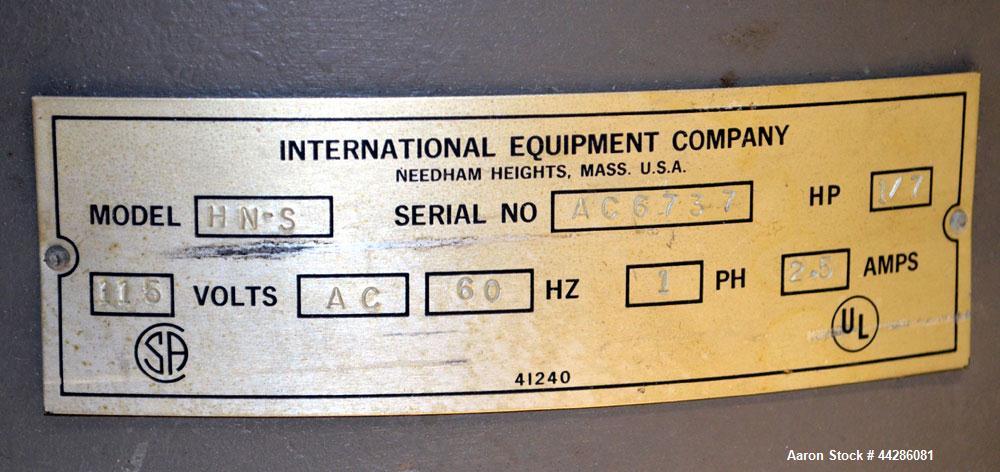 INTERNATIONAL EQUIPMENT COMPANY
NEEDHAM HEIGHTS, MASS. U.S.A.
MODEL HN-S SERIAL NO AC6737 HP 1/7
115 VOLTS AC 60 HZ 1 PH 2.5 AMPS
SA UL
41240
Aaron Stock # 44286081